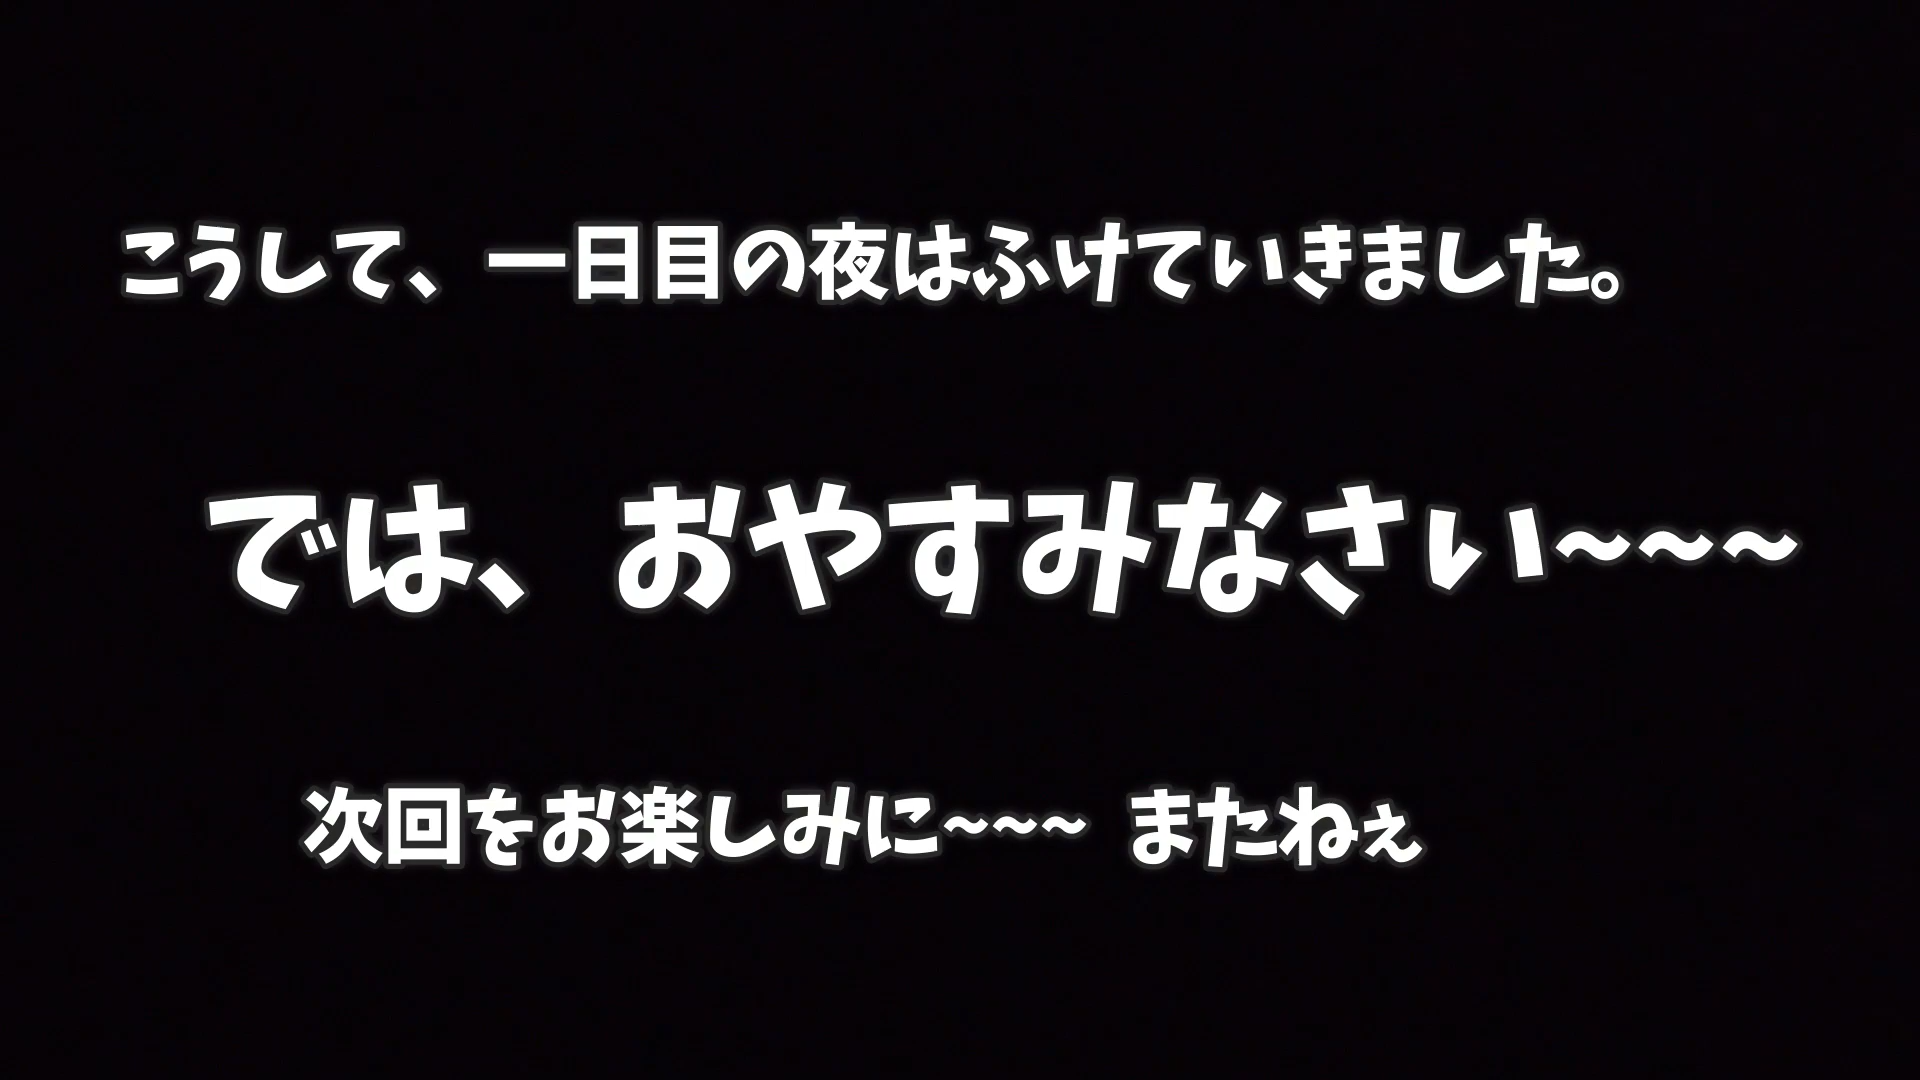 こうして、一日目の夜はふけていきました。
では、おやすみなさい~~~
次回をお楽しみに~~~ またねぇ